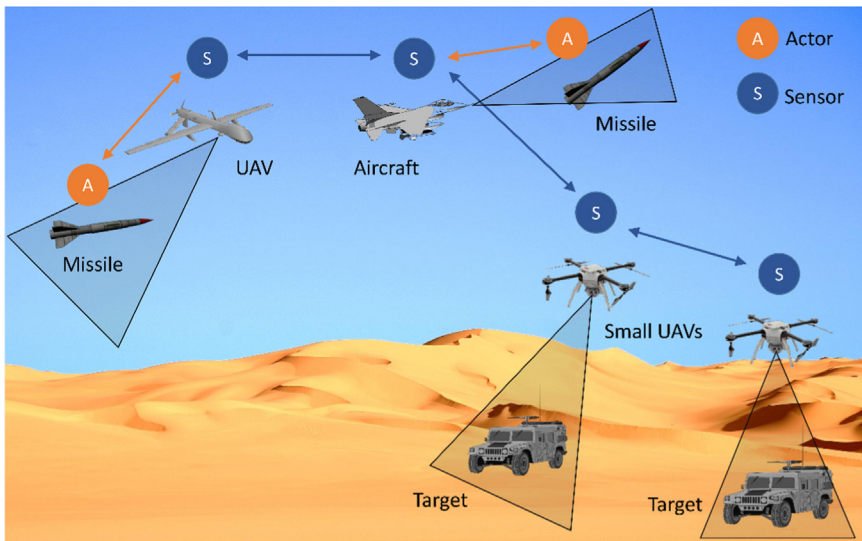 A
Actor
S
S
A
S
Sensor
Missile
UAV
Aircraft
A
S
Missile
S
Small UAVs
Target
Target